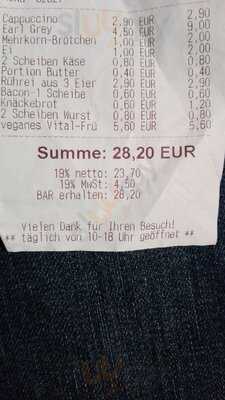 Cappuccino 2,90 EUR 2,90
Earl Grey 4,50 EUR 9,00
Mehrkorn-Brötchen 1,00 EUR 2,00
Ei 1,00 EUR 2,00
2 Scheiben Käse 0,80 EUR 0,80
Portion Butter 0,40 EUR 0,40
Rührei aus 3 Eier 2,90 EUR 2,90
Bacon-1 Scheibe 0,60 EUR 0,60
Knäckebrot 0,60 EUR 1,20
2 Scheiben Wurst 0,80 EUR 0,80
veganes Vital-Frü 5,60 EUR 5,60
Summe: 28,20 EUR
19% netto: 23,70
19% MwSt: 4,50
BAR erhalten: 28,20
Vielen Dank für Ihren Besuch!
** täglich von 10-18 Uhr geöffnet **